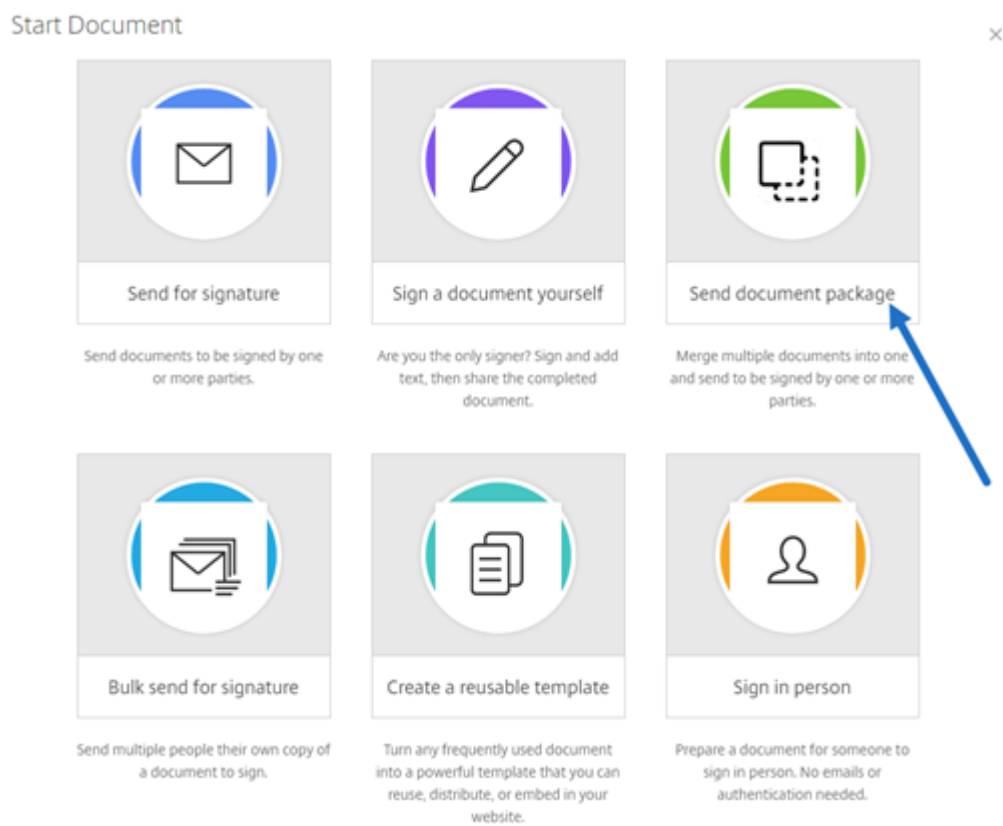 Start Document
Send for signature
Send documents to be signed by one
or more parties.
Sign a document yourself
Are you the only signer? Sign and add
text, then share the completed
document.
Send document package
Merge multiple documents into one
and send to be signed by one or more
parties.
Bulk send for signature
Send multiple people their own copy of
a document to sign.
Create a reusable template
Turn any frequently used document
into a powerful template that you can
reuse, distribute, or embed in your
website.
Sign in person
Prepare a document for someone to
sign in person. No emails or
authentication needed.